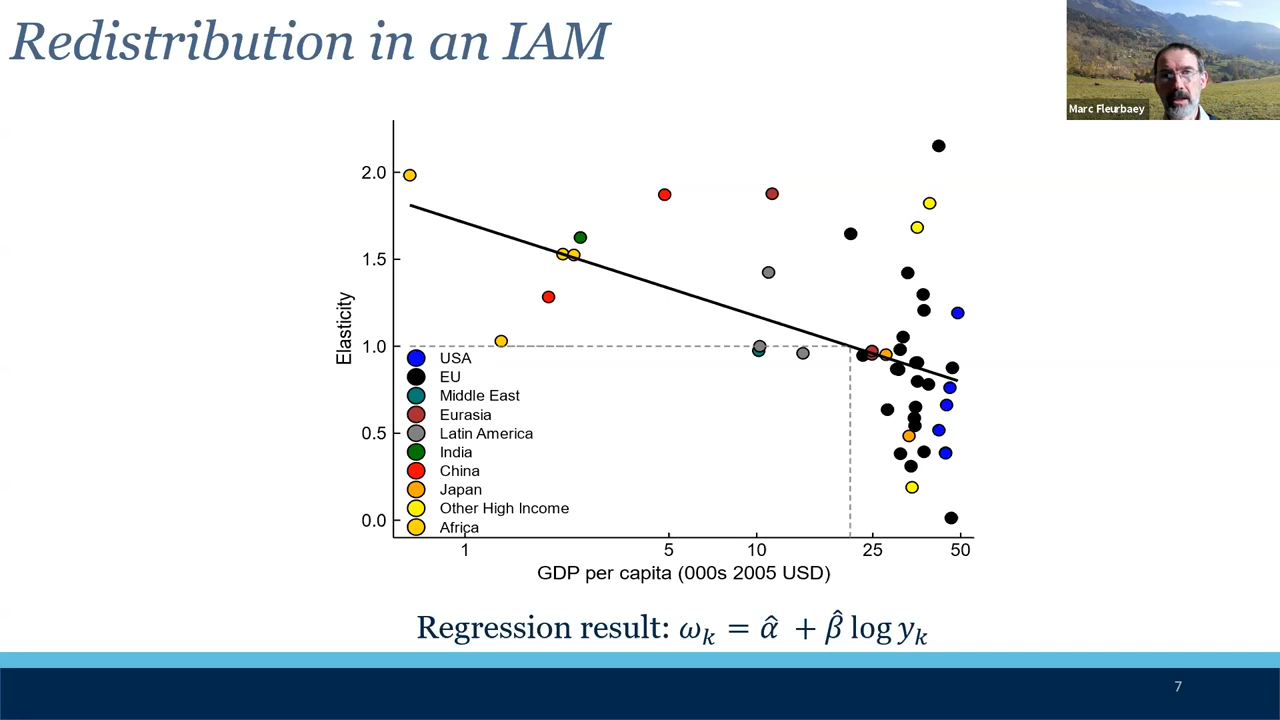 Redistribution in an IAM
Marc Fleurbaey
2.0
1.5
1.0
0.5
0.0
Elasticity
USA
EU
Middle East
Eurasia
Latin America
India
China
Japan
Other High Income
Africa
1 5 10 25 50
GDP per capita (000s 2005 USD)
Regression result: ωₖ = α̂ + β̂ log yₖ
7